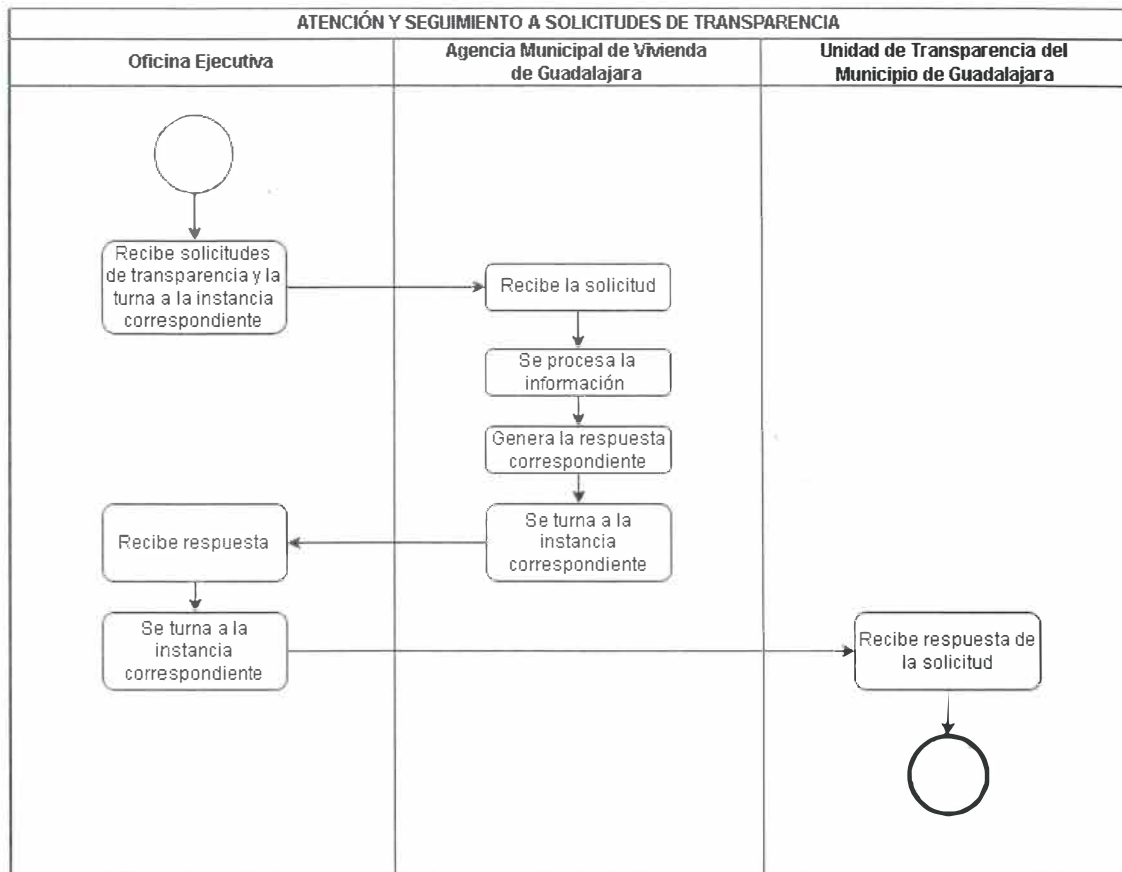 ATENCIÓN Y SEGUIMIENTO A SOLICITUDES DE TRANSPARENCIA
Oficina Ejecutiva
Agencia Municipal de Vivienda
de Guadalajara
Unidad de Transparencia del
Municipio de Guadalajara
Recibe solicitudes
de transparencia y la
turna a la instancia
correspondiente
Recibe la solicitud
Se procesa la
información
Genera la respuesta
correspondiente
Se turna a la
instancia
correspondiente
Recibe respuesta
Se turna a la
instancia
correspondiente
Recibe respuesta de
la solicitud